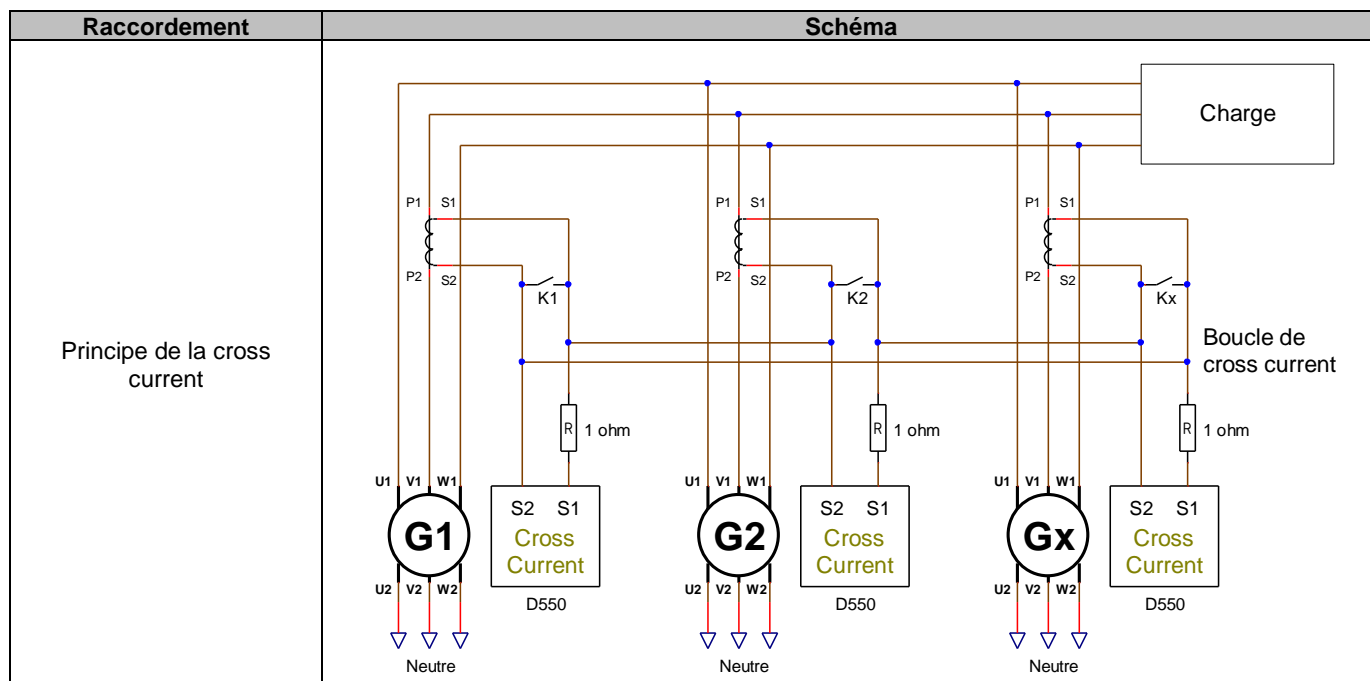 Raccordement
Schéma
Principe de la cross
current
Charge
P1 S1
P2 S2
K1
P1 S1
P2 S2
K2
P1 S1
P2 S2
Kx
Boucle de
cross current
R 1 ohm
R 1 ohm
R 1 ohm
U1 V1 W1
G1
U2 V2 W2
Neutre
S2 S1
Cross
Current
D550
U1 V1 W1
G2
U2 V2 W2
Neutre
S2 S1
Cross
Current
D550
U1 V1 W1
Gx
U2 V2 W2
Neutre
S2 S1
Cross
Current
D550